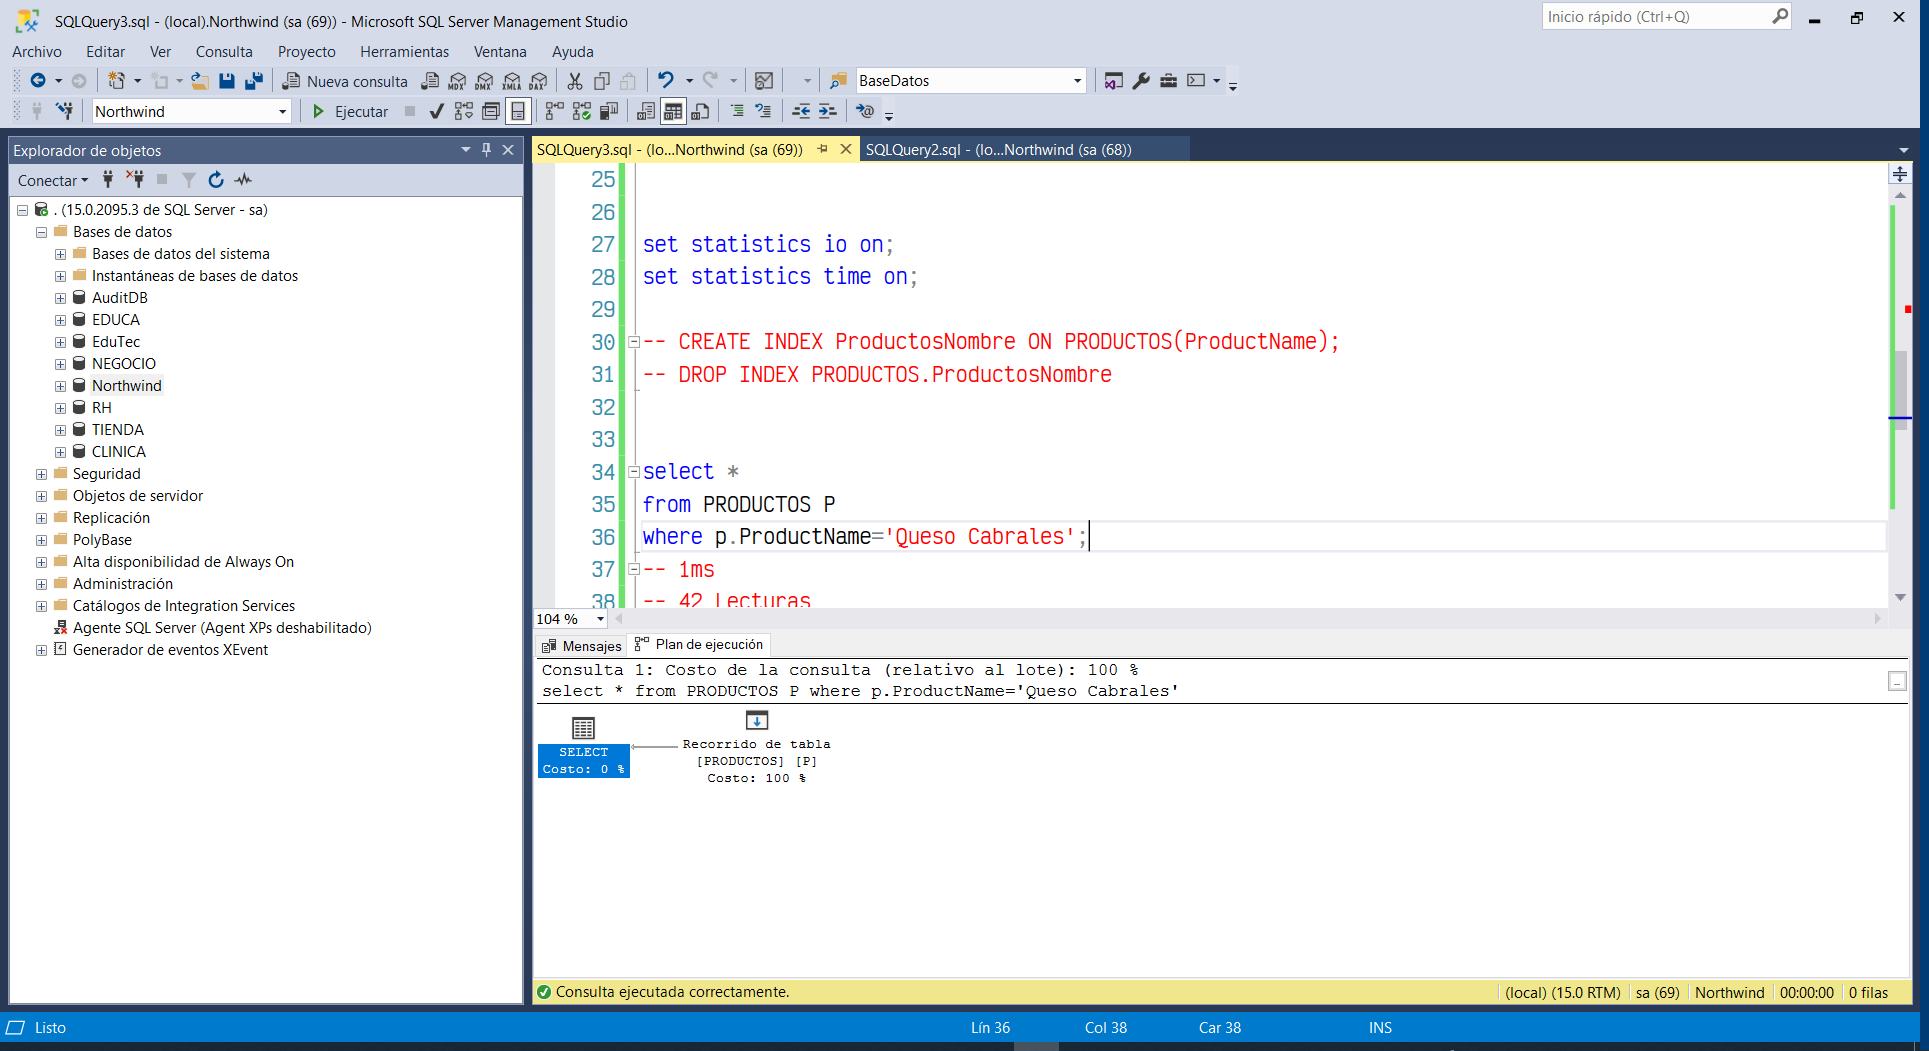 SQLQuery3.sql - (local).Northwind (sa (69)) - Microsoft SQL Server Management Studio
Inicio rápido (Ctrl+Q)
Archivo Editar Ver Consulta Proyecto Herramientas Ventana Ayuda
Nueva consulta MDX DMX XMLA DAX BaseDatos
Northwind Ejecutar
Explorador de objetos
Conectar
. (15.0.2095.3 de SQL Server - sa)
Bases de datos
Bases de datos del sistema
Instantáneas de bases de datos
AuditDB
EDUCA
EduTec
NEGOCIO
Northwind
RH
TIENDA
CLINICA
Seguridad
Objetos de servidor
Replicación
PolyBase
Alta disponibilidad de Always On
Administración
Catálogos de Integration Services
Agente SQL Server (Agent XPs deshabilitado)
Generador de eventos XEvent
SQLQuery3.sql - (lo...Northwind (sa (69)) SQLQuery2.sql - (lo...Northwind (sa (68))
25
26
27 set statistics io on;
28 set statistics time on;
29
30 -- CREATE INDEX ProductosNombre ON PRODUCTOS(ProductName);
31 -- DROP INDEX PRODUCTOS.ProductosNombre
32
33
34 select *
35 from PRODUCTOS P
36 where p.ProductName='Queso Cabrales';
37 -- 1ms
38 -- 42 Lecturas
104 %
Mensajes Plan de ejecución
Consulta 1: Costo de la consulta (relativo al lote): 100 %
select * from PRODUCTOS P where p.ProductName='Queso Cabrales'
SELECT
Costo: 0 %
Recorrido de tabla
[PRODUCTOS] [P]
Costo: 100 %
Consulta ejecutada correctamente. (local) (15.0 RTM) sa (69) Northwind 00:00:00 0 filas
Listo Lín 36 Col 38 Car 38 INS